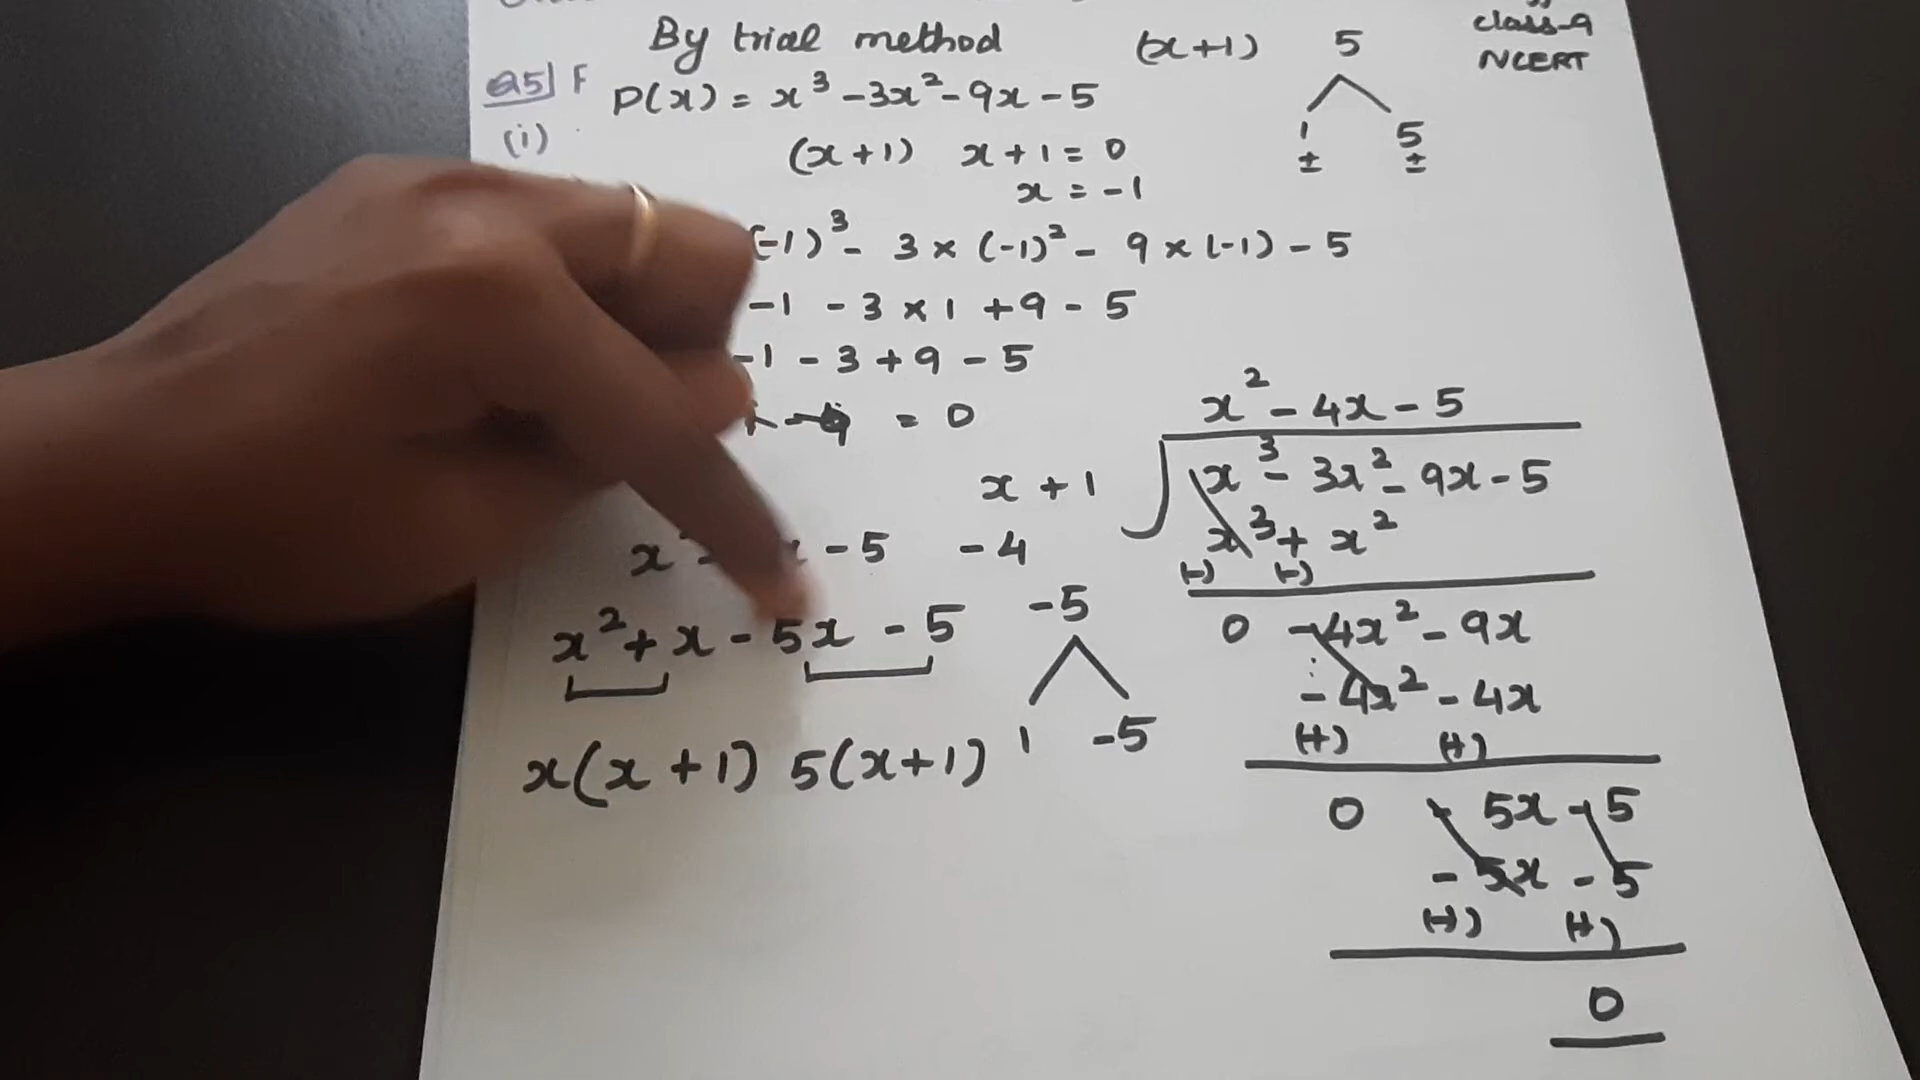 By trial method (x+1) 5
class-9
NCERT
Q5| F
P(x) = x³ -3x² -9x -5
1 5
± ±
(i)
(x+1) x+1=0
x = -1
(-1)³ - 3 × (-1)² - 9 × (-1) - 5
-1 - 3 × 1 + 9 - 5
-1 - 3 + 9 - 5
= 0
x² - 4x - 5
x + 1
x³ - 3x² - 9x - 5
x³ + x²
(-) (-)
- 5 - 4
x² + x - 5x - 5
-5
1 -5
x(x+1) 5(x+1)
0 -4x² - 9x
-4x² - 4x
(+) (+)
0 - 5x - 5
- 5x - 5
(+) (+)
0